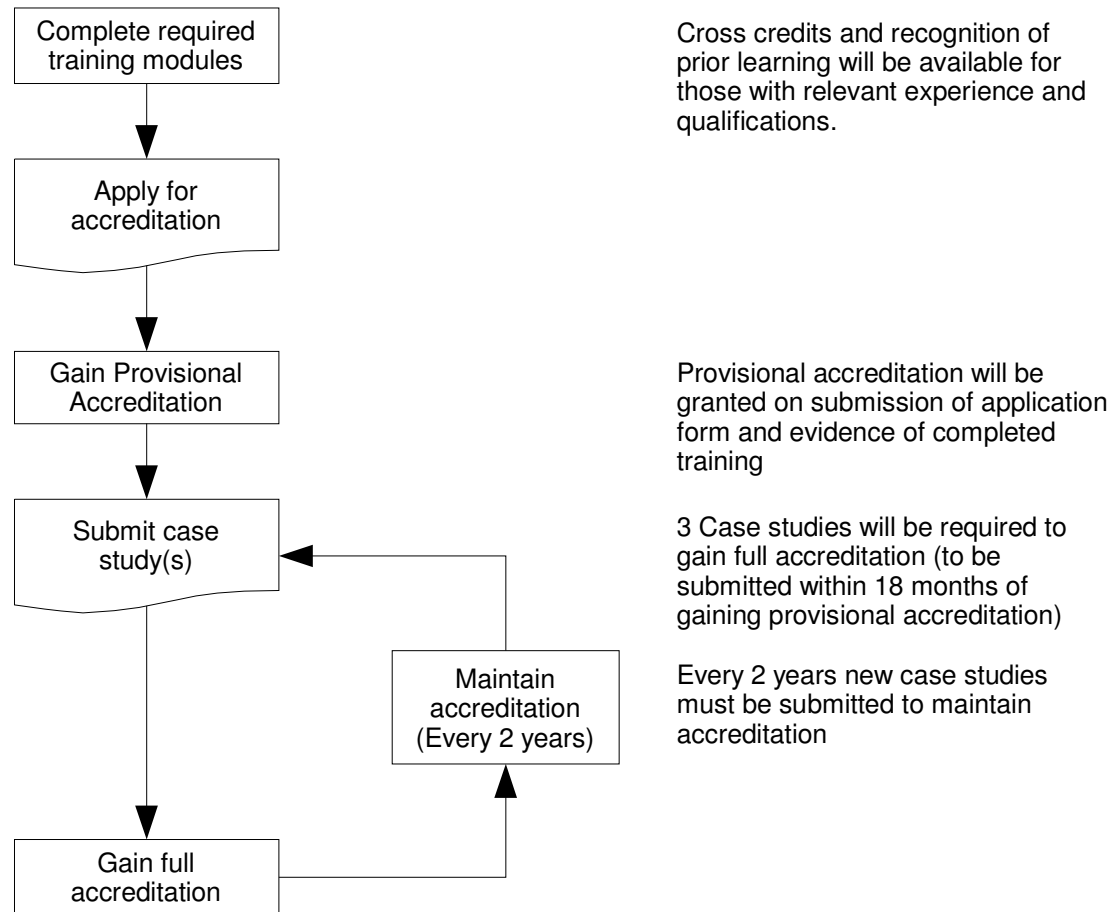 Complete required
training modules
Cross credits and recognition of
prior learning will be available for
those with relevant experience and
qualifications.
Apply for
accreditation
Gain Provisional
Accreditation
Provisional accreditation will be
granted on submission of application
form and evidence of completed
training
Submit case
study(s)
3 Case studies will be required to
gain full accreditation (to be
submitted within 18 months of
gaining provisional accreditation)
Maintain
accreditation
(Every 2 years)
Every 2 years new case studies
must be submitted to maintain
accreditation
Gain full
accreditation